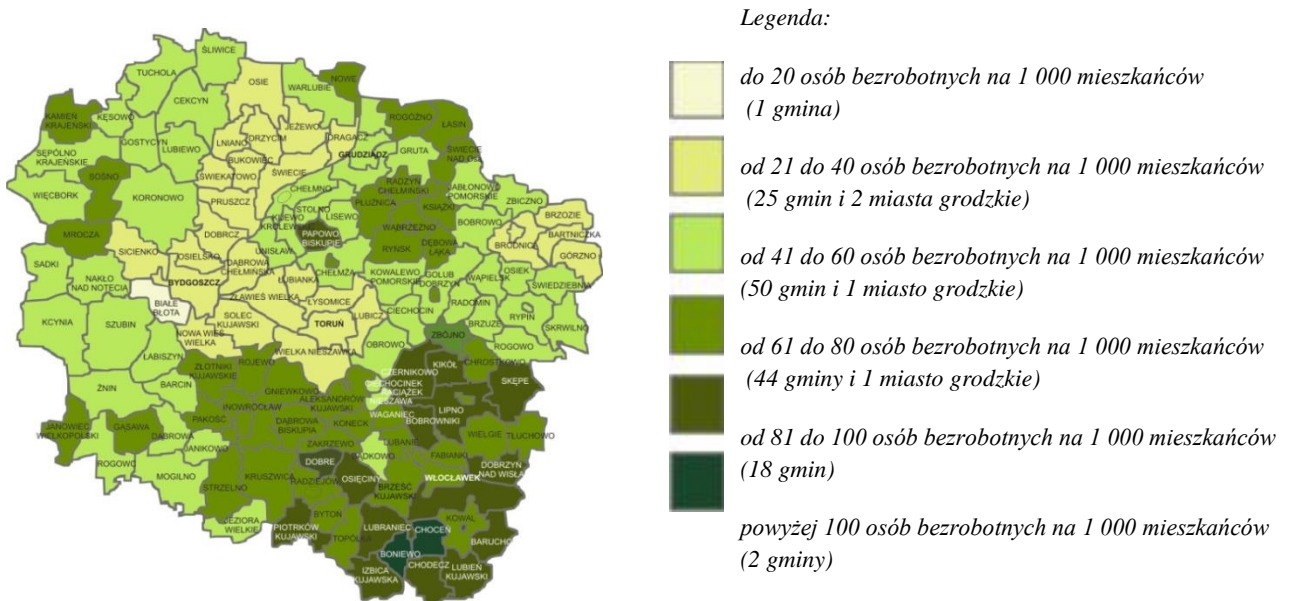 ŚLIWICE
TUCHOLA
OSIE
NOWE
WARLUBIE
CEKCYN
KAMIEŃ
KRAJEŃSKI
KĘSOWO
ROGÓŹNO
ŁASIN
JEŻEWO
DRZYCIM
DRAGACZ
LNIANO
GOSTYCYN
LUBIEWO
GRUDZIĄDZ
GRUTA
ŚWIECIE
NAD OSĄ
SĘPÓLNO
KRAJEŃSKIE
BUKOWIEC
ŚWIEKATOWO
ŚWIECIE
SOŚNO
RADZYŃ
CHEŁMIŃSKI
JABŁONOWO
POMORSKIE
CHEŁMNO
WIĘCBORK
KORONOWO
PRUSZCZ
STOLNO
PŁUŻNICA
KSIĄŻKI
ZBICZNO
BRZOZIE
KIJEWO
KRÓLEWSKIE
LISEWO
BOBROWO
BARTNICZKA
MROCZA
DOBRCZ
PAPOWO
BISKUPIE
WĄBRZEŹNO
BRODNICA
SICIENKO
OSIELSKO
UNISŁAW
RYŃSK
DĘBOWA
ŁĄKA
GÓRZNO
SADKI
DĄBROWA
CHEŁMIŃSKA
CHEŁMŻA
KOWALEWO
POMORSKIE
GOLUB
DOBRZYŃ
WĄPIELSK
OSIEK
ŚWIEDZIEBNIA
NAKŁO
NAD NOTECIĄ
BYDGOSZCZ
ŁUBIANKA
BIAŁE
BŁOTA
ZŁAWIEŚ WIELKA
ŁYSOMICE
CIECHOCIN
RADOMIN
RYPIN
KCYNIA
SZUBIN
SOLEC
KUJAWSKI
TORUŃ
LUBICZ
BRZUZE
SKRWILNO
NOWA WIEŚ
WIELKA
ZBÓJNO
OBROWO
ROGOWO
ŁABISZYN
WIELKA NIESZAWKA
CHROSTKOWO
ZŁOTNIKI
KUJAWSKIE
ROJEWO
KIKÓŁ
CZERNIKOWO
ŻNIN
BARCIN
GNIEWKOWO
CIECHOCINEK
RACIĄŻEK
NIESZAWA
SKĘPE
ALEKSANDRÓW
KUJAWSKI
INOWROCŁAW
WAGANIEC
LIPNO
BOBROWNIKI
PAKOŚĆ
DĄBROWA
BISKUPIA
KONECK
JANOWIEC
WIELKOPOLSKI
GĄSAWA
DĄBROWA
WIELGIE
TŁUCHOWO
ZAKRZEWO
LUBANIE
JANIKOWO
BĄDKOWO
FABIANKI
ROGOWO
DOBRE
DOBRZYŃ
NAD WISŁĄ
MOGILNO
KRUSZWICA
RADZIEJÓW
OSIĘCINY
WŁOCŁAWEK
STRZELNO
BRZEŚĆ
KUJAWSKI
BYTOŃ
KOWAL
JEZIORA
WIELKIE
PIOTRKÓW
KUJAWSKI
LUBRANIEC
CHOCEŃ
TOPÓLKA
BARUCHO
BONIEWO
IZBICA
KUJAWSKA
CHODECZ
LUBIEŃ
KUJAWSKI
Legenda:
do 20 osób bezrobotnych na 1 000 mieszkańców
(1 gmina)
od 21 do 40 osób bezrobotnych na 1 000 mieszkańców
(25 gmin i 2 miasta grodzkie)
od 41 do 60 osób bezrobotnych na 1 000 mieszkańców
(50 gmin i 1 miasto grodzkie)
od 61 do 80 osób bezrobotnych na 1 000 mieszkańców
(44 gminy i 1 miasto grodzkie)
od 81 do 100 osób bezrobotnych na 1 000 mieszkańców
(18 gmin)
powyżej 100 osób bezrobotnych na 1 000 mieszkańców
(2 gminy)